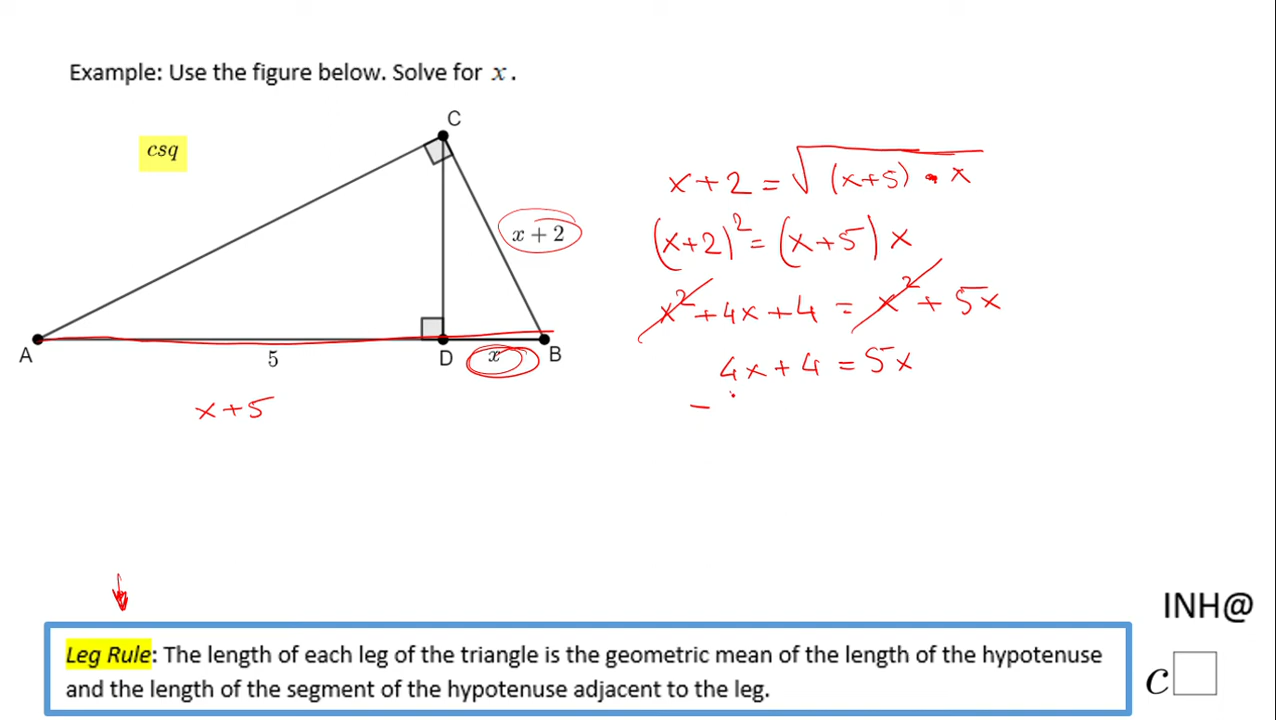 Example: Use the figure below. Solve for x.
C
csq
x + 2
A
5
D
x
B
x+5
x+2 = √(x+5) • x
(x+2)² = (x+5) x
x² +4x +4 = x² + 5x
4x + 4 = 5x
−
INH@
Leg Rule: The length of each leg of the triangle is the geometric mean of the length of the hypotenuse
and the length of the segment of the hypotenuse adjacent to the leg.
c